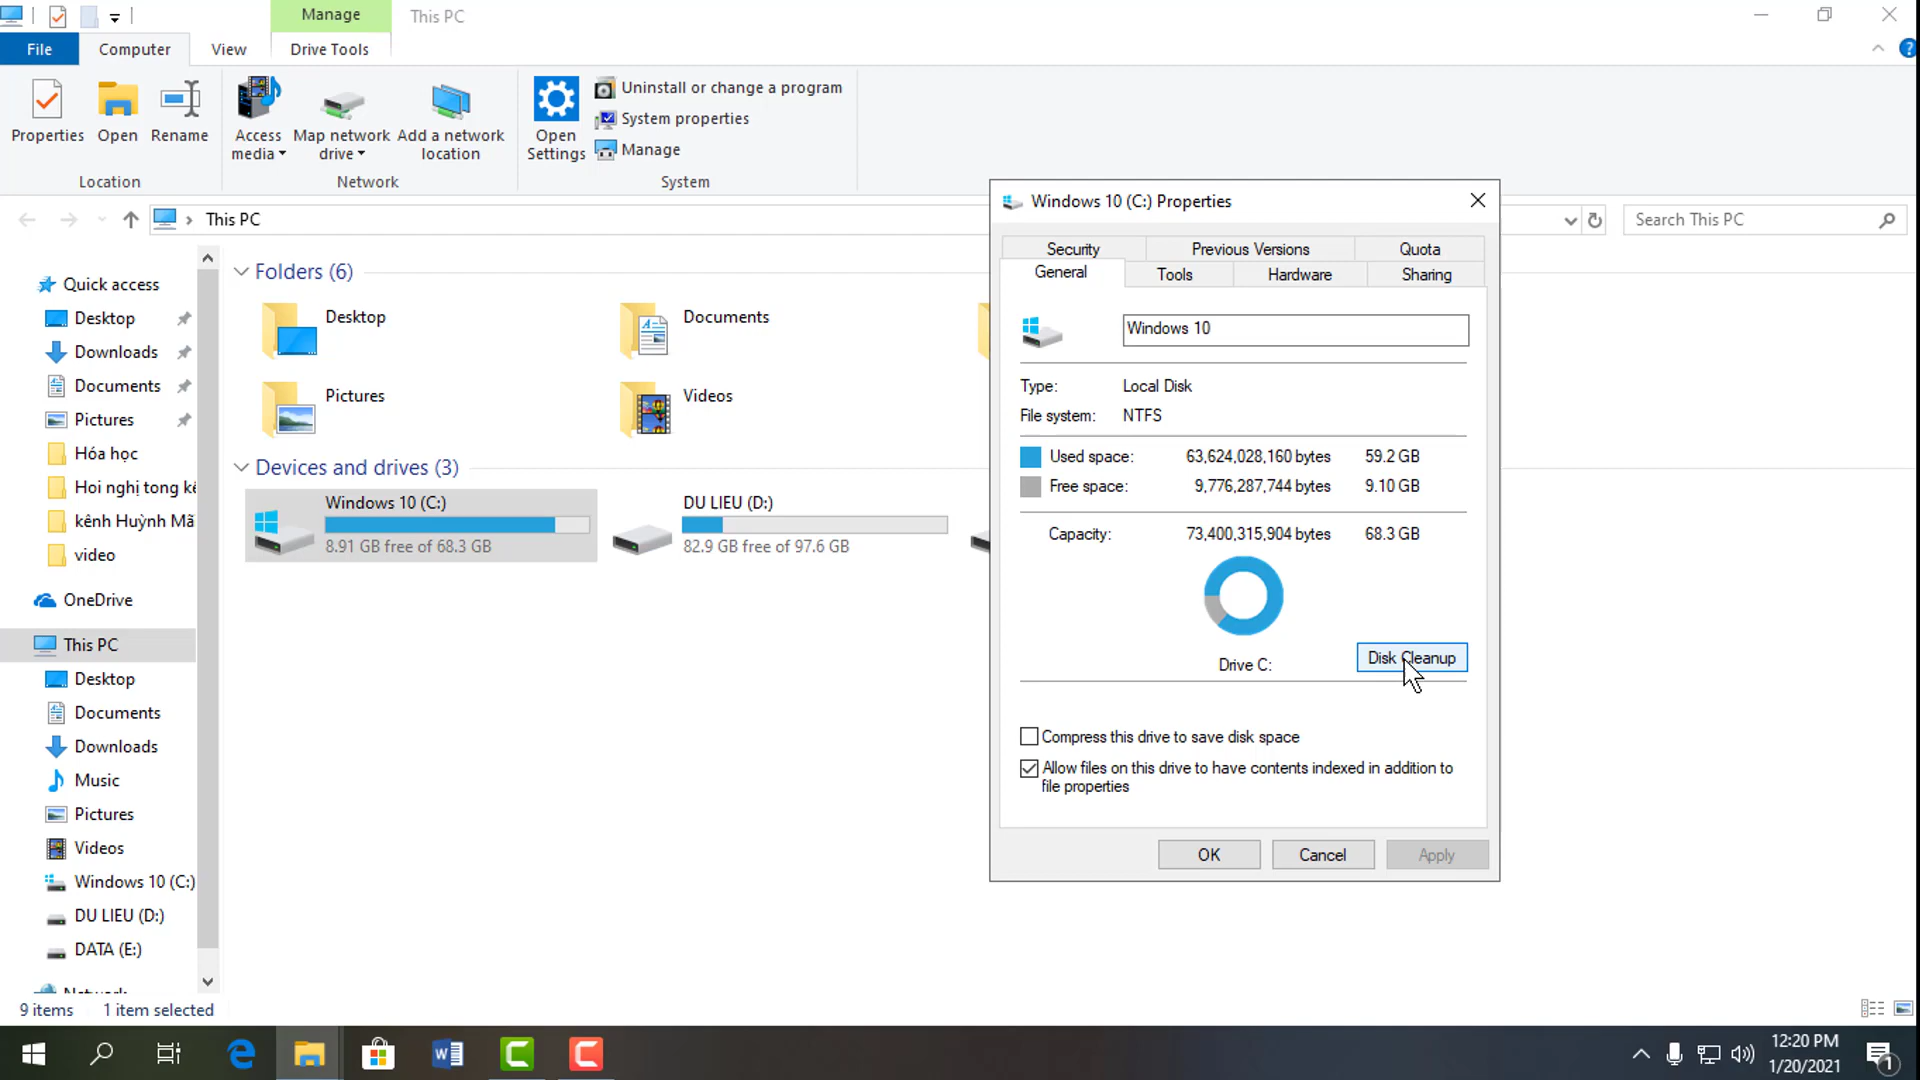 Manage
This PC
File
Computer
View
Drive Tools
Properties
Open
Rename
Access media
Map network drive
Add a network location
Open Settings
Uninstall or change a program
System properties
Manage
Location
Network
System
This PC
Search This PC
Quick access
Desktop
Downloads
Documents
Pictures
Hóa học
Hoi nghị tong kế
kênh Huỳnh Mã
video
OneDrive
This PC
Desktop
Documents
Downloads
Music
Pictures
Videos
Windows 10 (C:)
DU LIEU (D:)
DATA (E:)
Network
Folders (6)
Desktop
Documents
Pictures
Videos
Devices and drives (3)
Windows 10 (C:)
8.91 GB free of 68.3 GB
DU LIEU (D:)
82.9 GB free of 97.6 GB
Windows 10 (C:) Properties
Security
Previous Versions
Quota
General
Tools
Hardware
Sharing
Windows 10
Type: Local Disk
File system: NTFS
Used space: 63,624,028,160 bytes 59.2 GB
Free space: 9,776,287,744 bytes 9.10 GB
Capacity: 73,400,315,904 bytes 68.3 GB
Drive C:
Disk Cleanup
Compress this drive to save disk space
Allow files on this drive to have contents indexed in addition to
file properties
OK
Cancel
Apply
9 items
1 item selected
12:20 PM
1/20/2021
1